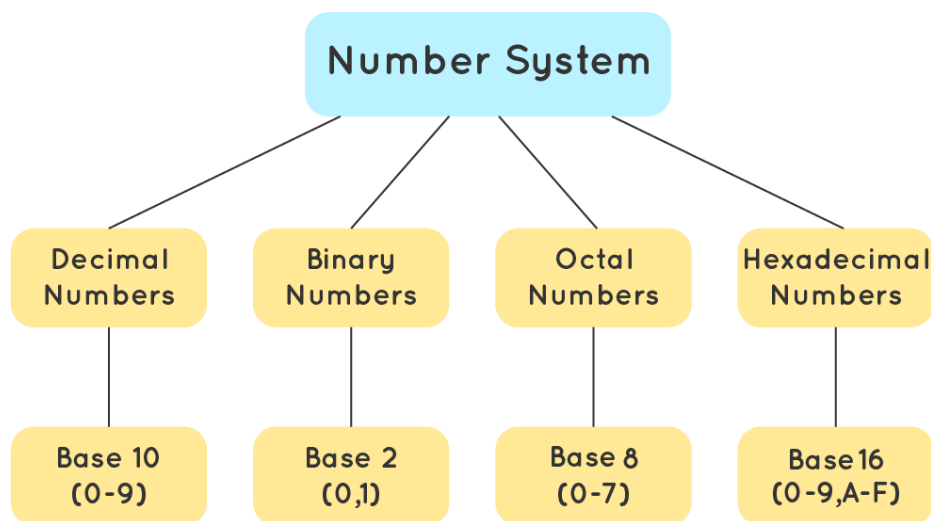 Number System
Decimal
Numbers
Binary
Numbers
Octal
Numbers
Hexadecimal
Numbers
Base 10
(0-9)
Base 2
(0,1)
Base 8
(0-7)
Base 16
(0-9,A-F)